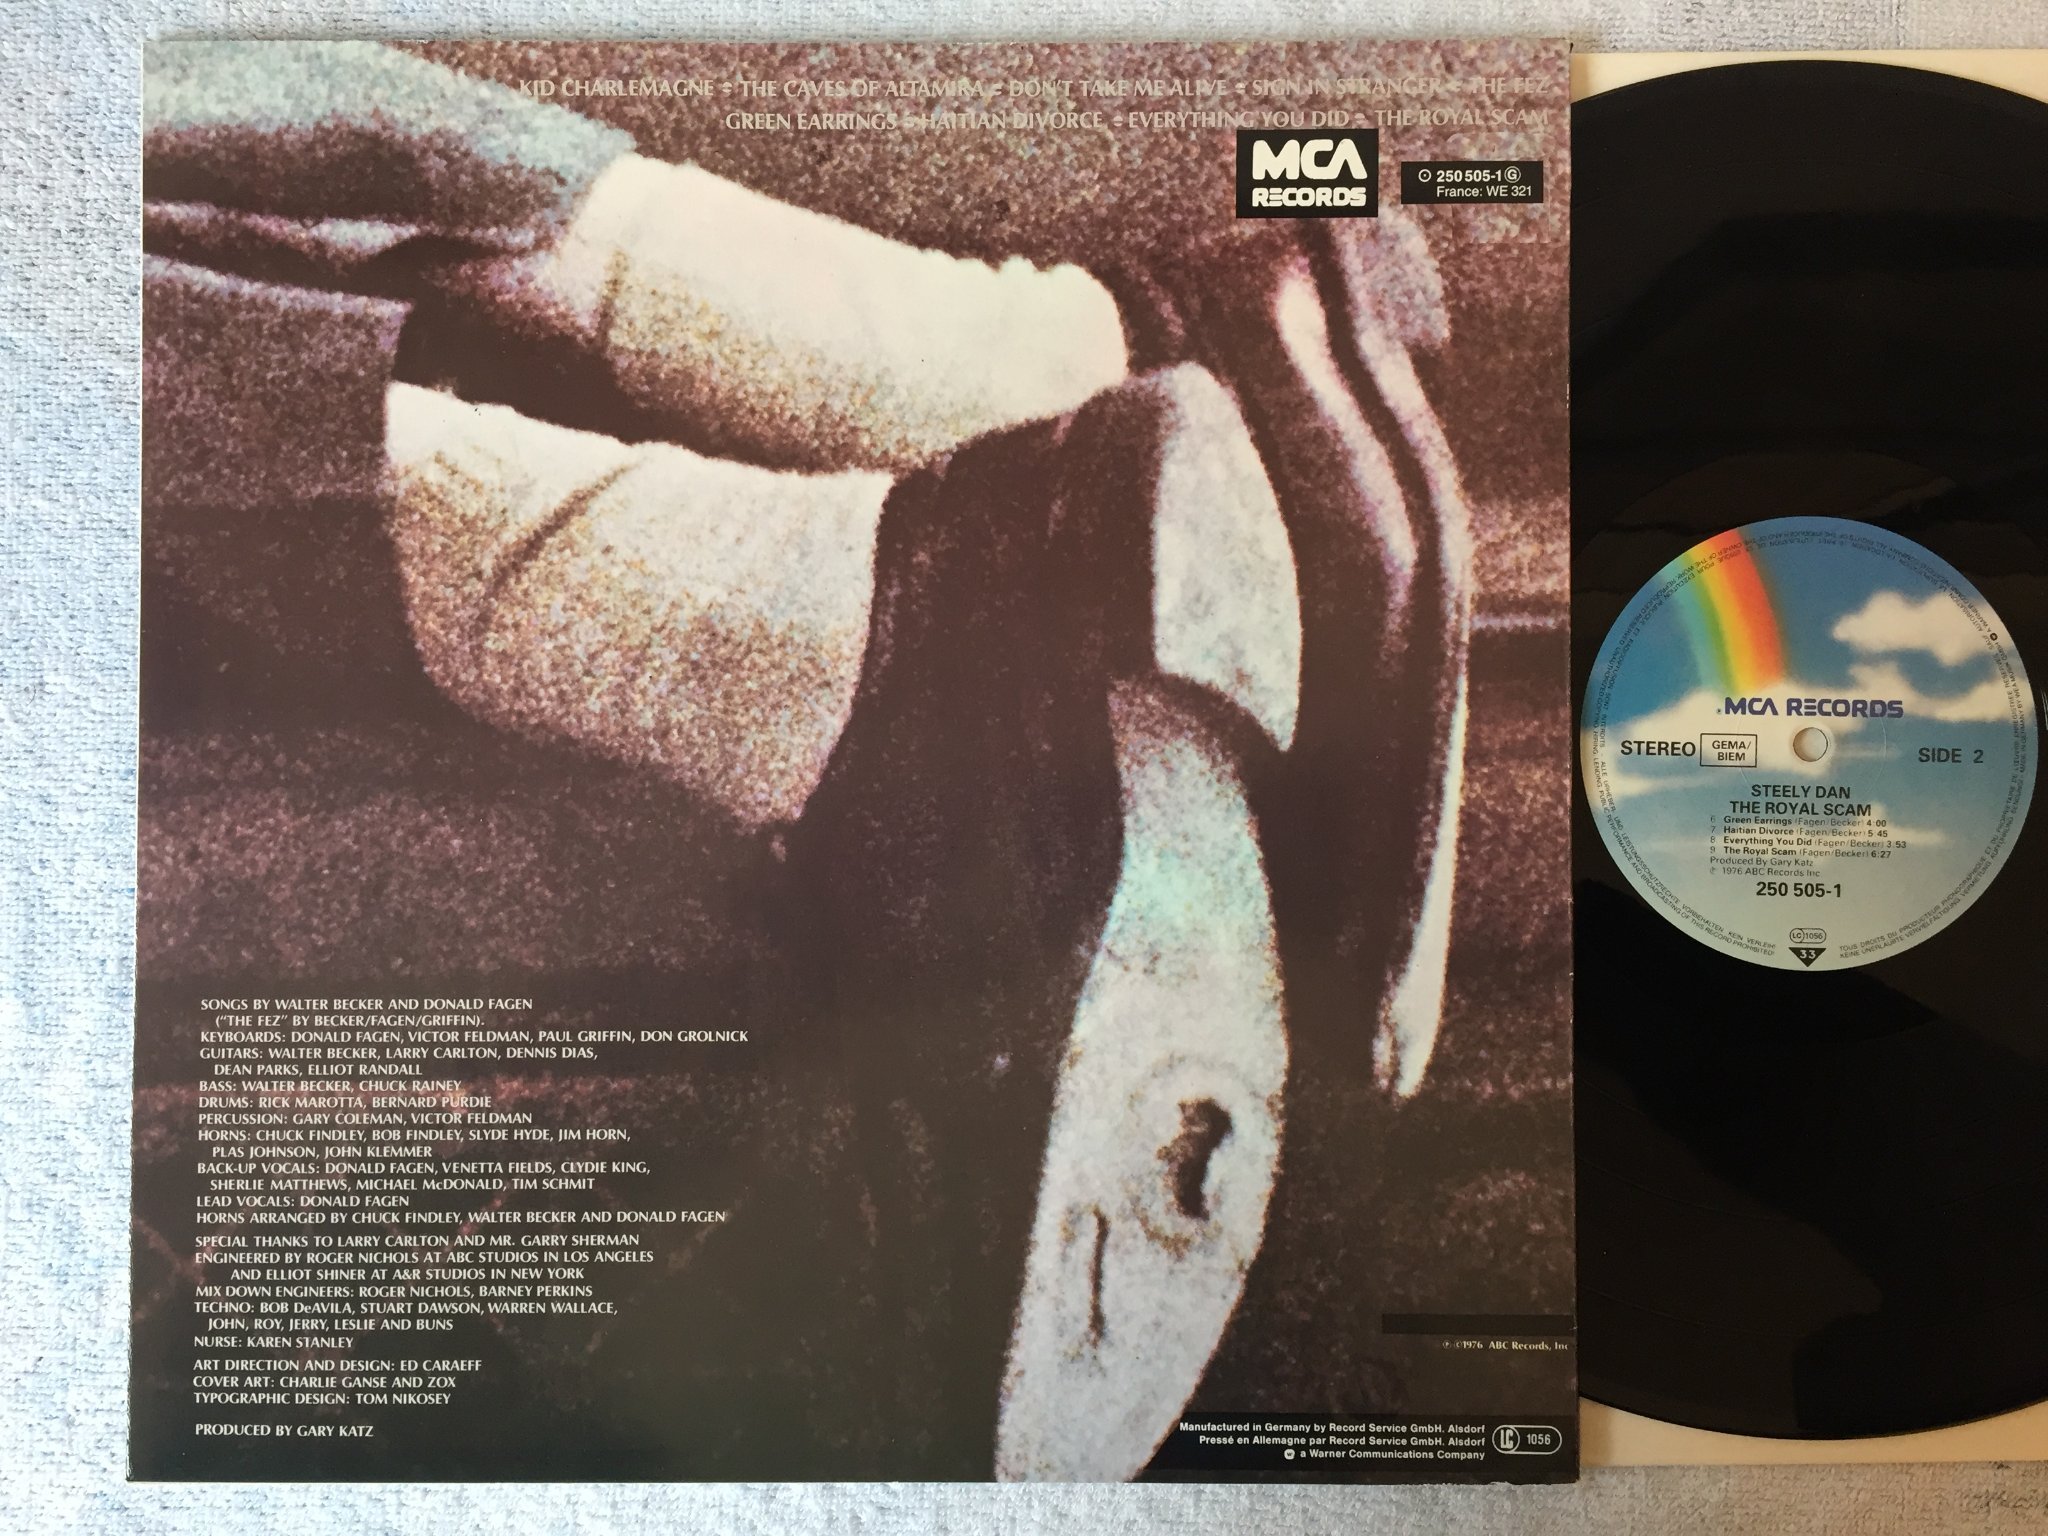 KID CHARLEMAGNE THE CAVES OF ALTAMIRA DON'T TAKE ME ALIVE SIGN IN STRANGER THE FEZ
GREEN EARRINGS HAITIAN DIVORCE EVERYTHING YOU DID THE ROYAL SCAM
MCA
RECORDS
250 505-1 G
France: WE 321
SONGS BY WALTER BECKER AND DONALD FAGEN
("THE FEZ" BY BECKER/FAGEN/GRIFFIN).
KEYBOARDS: DONALD FAGEN, VICTOR FELDMAN, PAUL GRIFFIN, DON GROLNICK
GUITARS: WALTER BECKER, LARRY CARLTON, DENNIS DIAS,
DEAN PARKS, ELLIOT RANDALL
BASS: WALTER BECKER, CHUCK RAINEY
DRUMS: RICK MAROTTA, BERNARD PURDIE
PERCUSSION: GARY COLEMAN, VICTOR FELDMAN
HORNS: CHUCK FINDLEY, BOB FINDLEY, SLYDE HYDE, JIM HORN,
PLAS JOHNSON, JOHN KLEMMER
BACK-UP VOCALS: DONALD FAGEN, VENETTA FIELDS, CLYDIE KING,
SHERLIE MATTHEWS, MICHAEL McDONALD, TIM SCHMIT
LEAD VOCALS: DONALD FAGEN
HORNS ARRANGED BY CHUCK FINDLEY, WALTER BECKER AND DONALD FAGEN
SPECIAL THANKS TO LARRY CARLTON AND MR. GARRY SHERMAN
ENGINEERED BY ROGER NICHOLS AT ABC STUDIOS IN LOS ANGELES
AND ELLIOT SHINER AT A&R STUDIOS IN NEW YORK
MIX DOWN ENGINEERS: ROGER NICHOLS, BARNEY PERKINS
TECHNO: BOB DeAVILA, STUART DAWSON, WARREN WALLACE,
JOHN, ROY, JERRY, LESLIE AND BUNS
NURSE: KAREN STANLEY
ART DIRECTION AND DESIGN: ED CARAEFF
COVER ART: CHARLIE GANSE AND ZOX
TYPOGRAPHIC DESIGN: TOM NIKOSEY
PRODUCED BY GARY KATZ
℗ ©1976 ABC Records, Inc
Manufactured in Germany by Record Service GmbH. Alsdorf
Pressé en Allemagne par Record Service GmbH. Alsdorf
a Warner Communications Company
LC 1056
MCA RECORDS
STEREO GEMA/ BIEM SIDE 2
STEELY DAN
THE ROYAL SCAM
6 Green Earrings (Fagen/Becker) 4:00
7. Haitian Divorce (Fagen/Becker) 5:45
8. Everything You Did (Fagen/Becker) 3:53
9. The Royal Scam (Fagen/Becker) 6:27
Produced By Gary Katz
℗ 1976 ABC Records Inc
250 505-1
LC 1056
33